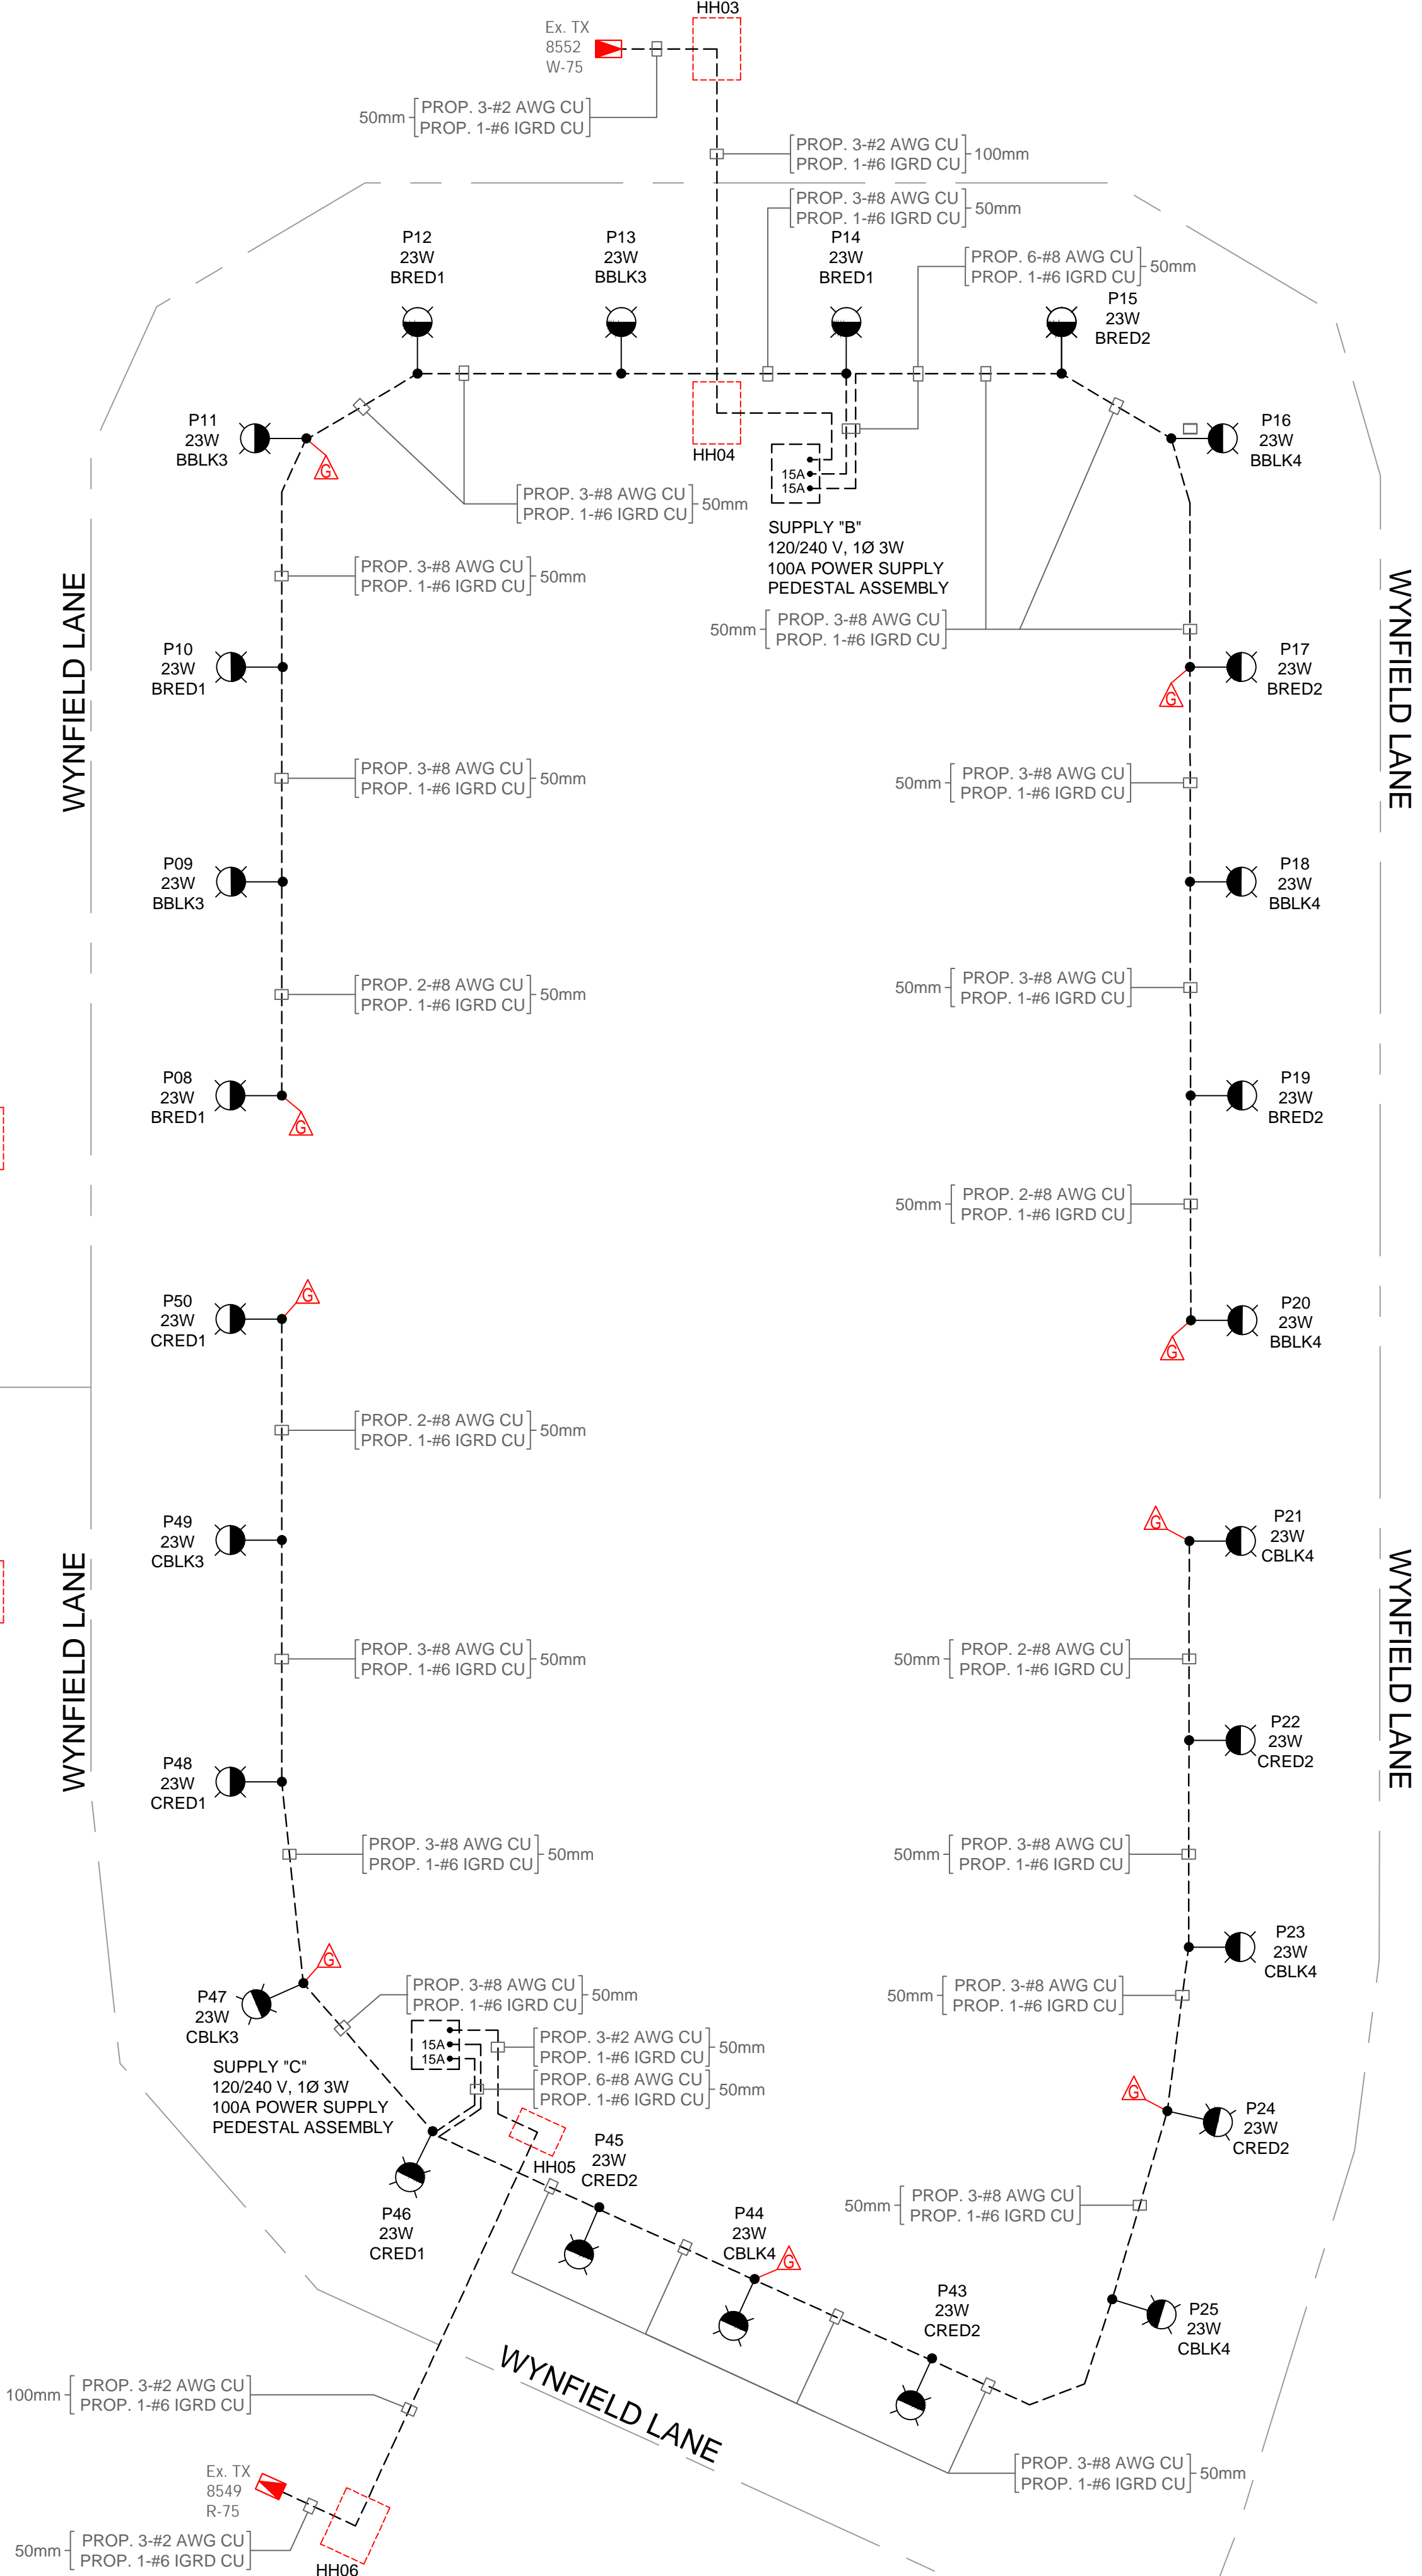 HH03
Ex. TX
8552
W-75
50mm
PROP. 3-#2 AWG CU
PROP. 1-#6 IGRD CU
PROP. 3-#2 AWG CU
PROP. 1-#6 IGRD CU
100mm
PROP. 3-#8 AWG CU
PROP. 1-#6 IGRD CU
50mm
P12
23W
BRED1
P13
23W
BBLK3
P14
23W
BRED1
PROP. 6-#8 AWG CU
PROP. 1-#6 IGRD CU
50mm
P15
23W
BRED2
P11
23W
BBLK3
G
HH04
15A
15A
P16
23W
BBLK4
PROP. 3-#8 AWG CU
PROP. 1-#6 IGRD CU
50mm
SUPPLY "B"
120/240 V, 1Ø 3W
100A POWER SUPPLY
PEDESTAL ASSEMBLY
WYNFIELD LANE
PROP. 3-#8 AWG CU
PROP. 1-#6 IGRD CU
50mm
WYNFIELD LANE
50mm
PROP. 3-#8 AWG CU
PROP. 1-#6 IGRD CU
P10
23W
BRED1
P17
23W
BRED2
G
PROP. 3-#8 AWG CU
PROP. 1-#6 IGRD CU
50mm
50mm
PROP. 3-#8 AWG CU
PROP. 1-#6 IGRD CU
P09
23W
BBLK3
P18
23W
BBLK4
PROP. 2-#8 AWG CU
PROP. 1-#6 IGRD CU
50mm
50mm
PROP. 3-#8 AWG CU
PROP. 1-#6 IGRD CU
P08
23W
BRED1
G
P19
23W
BRED2
50mm
PROP. 2-#8 AWG CU
PROP. 1-#6 IGRD CU
P50
23W
CRED1
G
P20
23W
BBLK4
G
PROP. 2-#8 AWG CU
PROP. 1-#6 IGRD CU
50mm
P49
23W
CBLK3
G
P21
23W
CBLK4
WYNFIELD LANE
WYNFIELD LANE
PROP. 3-#8 AWG CU
PROP. 1-#6 IGRD CU
50mm
50mm
PROP. 2-#8 AWG CU
PROP. 1-#6 IGRD CU
P48
23W
CRED1
P22
23W
CRED2
PROP. 3-#8 AWG CU
PROP. 1-#6 IGRD CU
50mm
50mm
PROP. 3-#8 AWG CU
PROP. 1-#6 IGRD CU
G
P47
23W
CBLK3
P23
23W
CBLK4
PROP. 3-#8 AWG CU
PROP. 1-#6 IGRD CU
50mm
50mm
PROP. 3-#8 AWG CU
PROP. 1-#6 IGRD CU
15A
15A
PROP. 3-#2 AWG CU
PROP. 1-#6 IGRD CU
50mm
PROP. 6-#8 AWG CU
PROP. 1-#6 IGRD CU
50mm
SUPPLY "C"
120/240 V, 1Ø 3W
100A POWER SUPPLY
PEDESTAL ASSEMBLY
G
P24
23W
CRED2
HH05
P45
23W
CRED2
P46
23W
CRED1
P44
23W
CBLK4
G
50mm
PROP. 3-#8 AWG CU
PROP. 1-#6 IGRD CU
P43
23W
CRED2
P25
23W
CBLK4
WYNFIELD LANE
100mm
PROP. 3-#2 AWG CU
PROP. 1-#6 IGRD CU
PROP. 3-#8 AWG CU
PROP. 1-#6 IGRD CU
50mm
Ex. TX
8549
R-75
50mm
PROP. 3-#2 AWG CU
PROP. 1-#6 IGRD CU
HH06